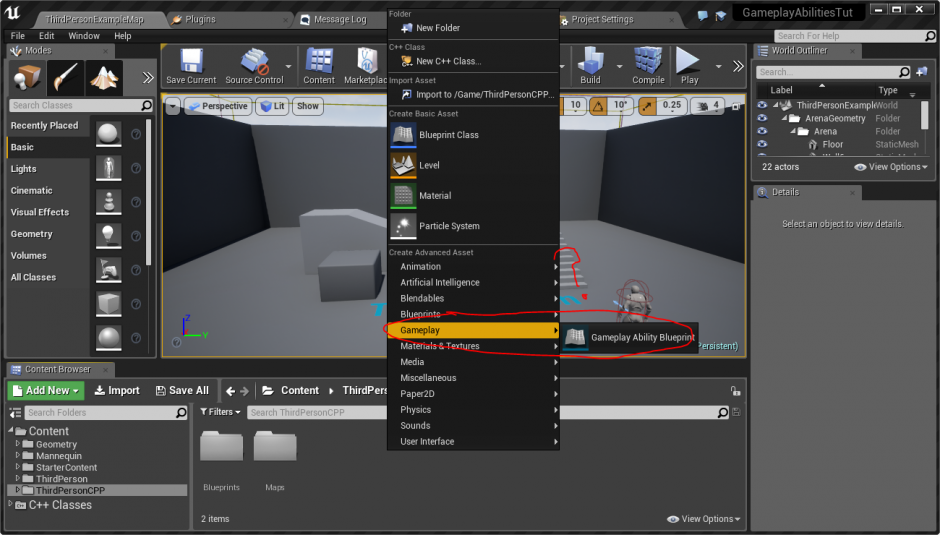 ThirdPersonExampleMap
Plugins
Message Log
Project Settings
GameplayAbilitiesTut
File Edit Window Help
Search For Help
Modes
Search Classes
Recently Placed
Basic
Lights
Cinematic
Visual Effects
Geometry
Volumes
All Classes
Save Current
Source Control
Content
Marketplac
Build
Compile
Play
Perspective
Lit
Show
10
10°
0.25
4
Folder
New Folder
C++ Class
New C++ Class...
Import Asset
Import to /Game/ThirdPersonCPP...
Create Basic Asset
Blueprint Class
Level
Material
Particle System
Create Advanced Asset
Animation
Artificial Intelligence
Blendables
Blueprints
Gameplay
Materials & Textures
Media
Miscellaneous
Paper2D
Physics
Sounds
User Interface
Gameplay Ability Blueprint
Persistent)
Z
Y
World Outliner
Search...
Label
Type
ThirdPersonExample World
ArenaGeometry Folder
Arena Folder
Floor StaticMesh
22 actors
View Options
Details
Select an object to view details.
Content Browser
Add New
Import
Save All
Content
ThirdPers
Search Folders
Filters
Search ThirdPersonCPP
Content
Geometry
Mannequin
StarterContent
ThirdPerson
ThirdPersonCPP
C++ Classes
Blueprints
Maps
2 items
View Options